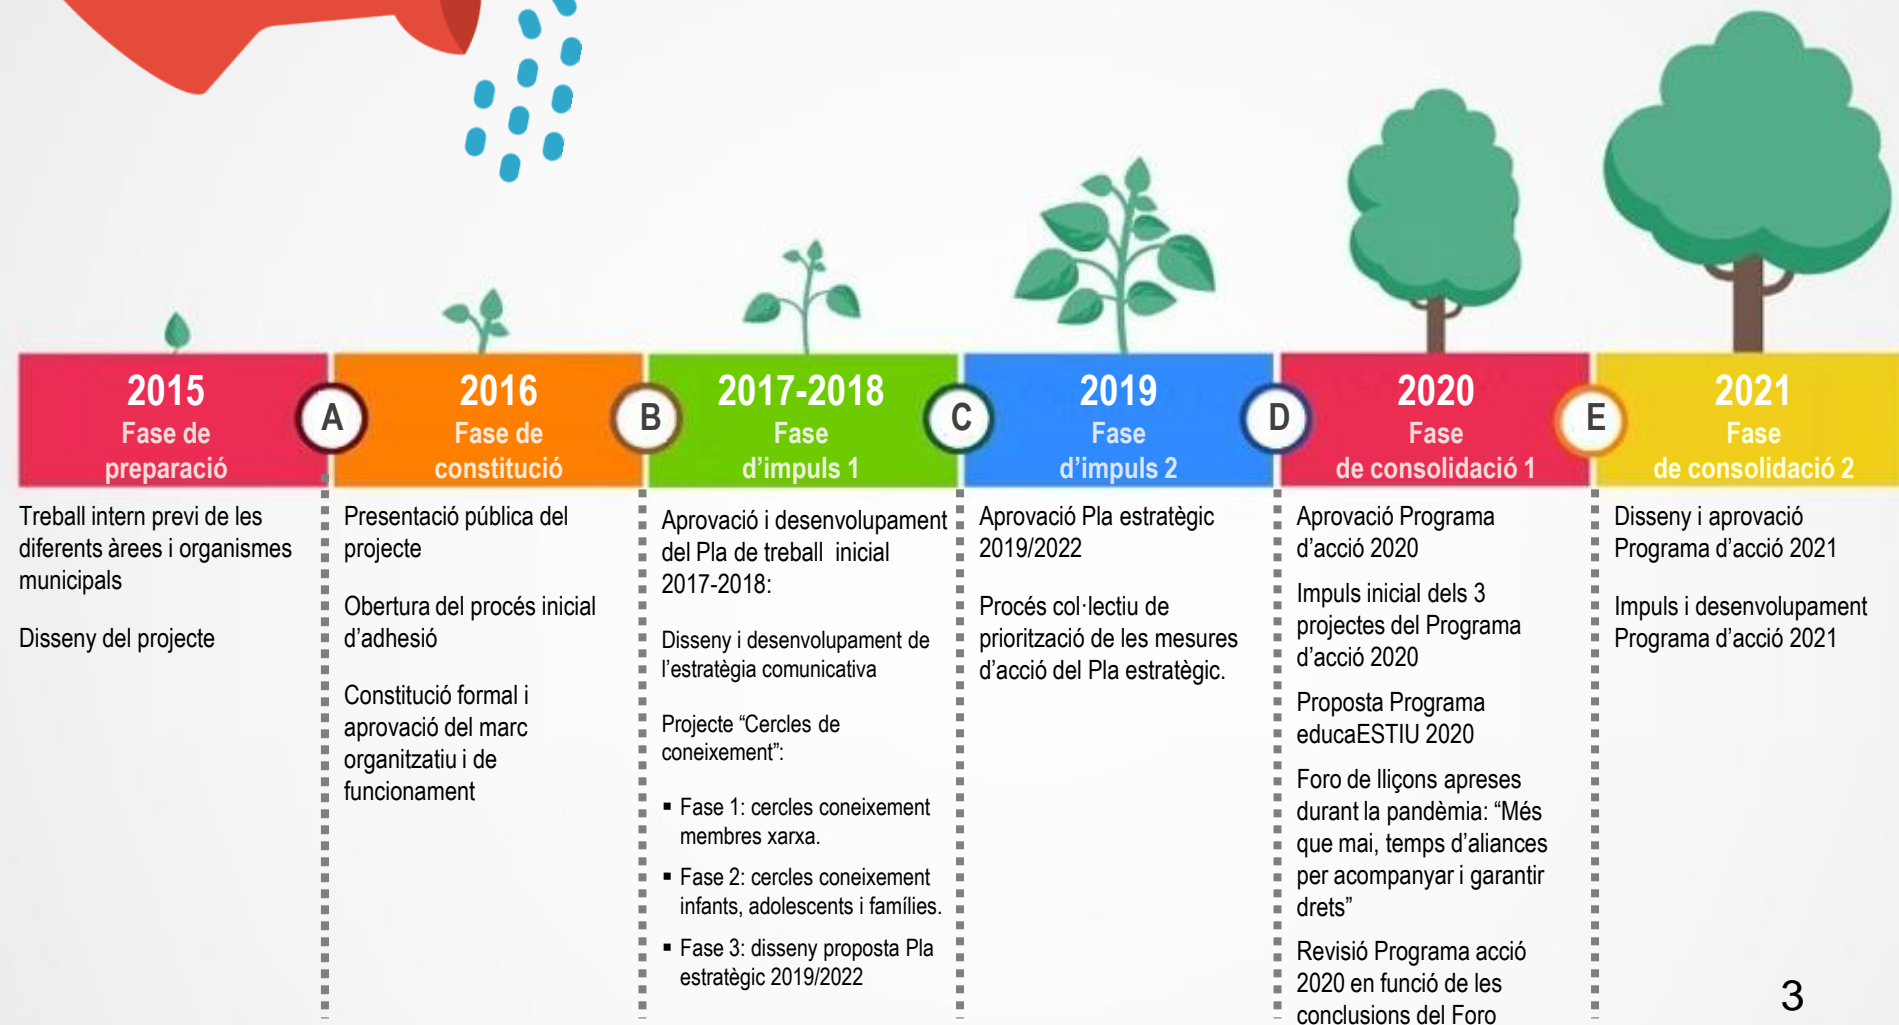 2015
Fase de
preparació
A
2016
Fase de
constitució
B
2017-2018
Fase
d’impuls 1
C
2019
Fase
d’impuls 2
D
2020
Fase
de consolidació 1
E
2021
Fase
de consolidació 2
Treball intern previ de les
diferents àrees i organismes
municipals
Disseny del projecte
Presentació pública del
projecte
Obertura del procés inicial
d’adhesió
Constitució formal i
aprovació del marc
organitzatiu i de
funcionament
Aprovació i desenvolupament
del Pla de treball inicial
2017-2018:
Disseny i desenvolupament de
l’estratègia comunicativa
Projecte “Cercles de
coneixement”:
▪ Fase 1: cercles coneixement
membres xarxa.
▪ Fase 2: cercles coneixement
infants, adolescents i famílies.
▪ Fase 3: disseny proposta Pla
estratègic 2019/2022
Aprovació Pla estratègic
2019/2022
Procés col·lectiu de
priorització de les mesures
d’acció del Pla estratègic.
Aprovació Programa
d’acció 2020
Impuls inicial dels 3
projectes del Programa
d’acció 2020
Proposta Programa
educaESTIU 2020
Foro de lliçons apreses
durant la pandèmia: “Més
que mai, temps d’aliances
per acompanyar i garantir
drets”
Revisió Programa acció
2020 en funció de les
conclusions del Foro
Disseny i aprovació
Programa d’acció 2021
Impuls i desenvolupament
Programa d’acció 2021
3